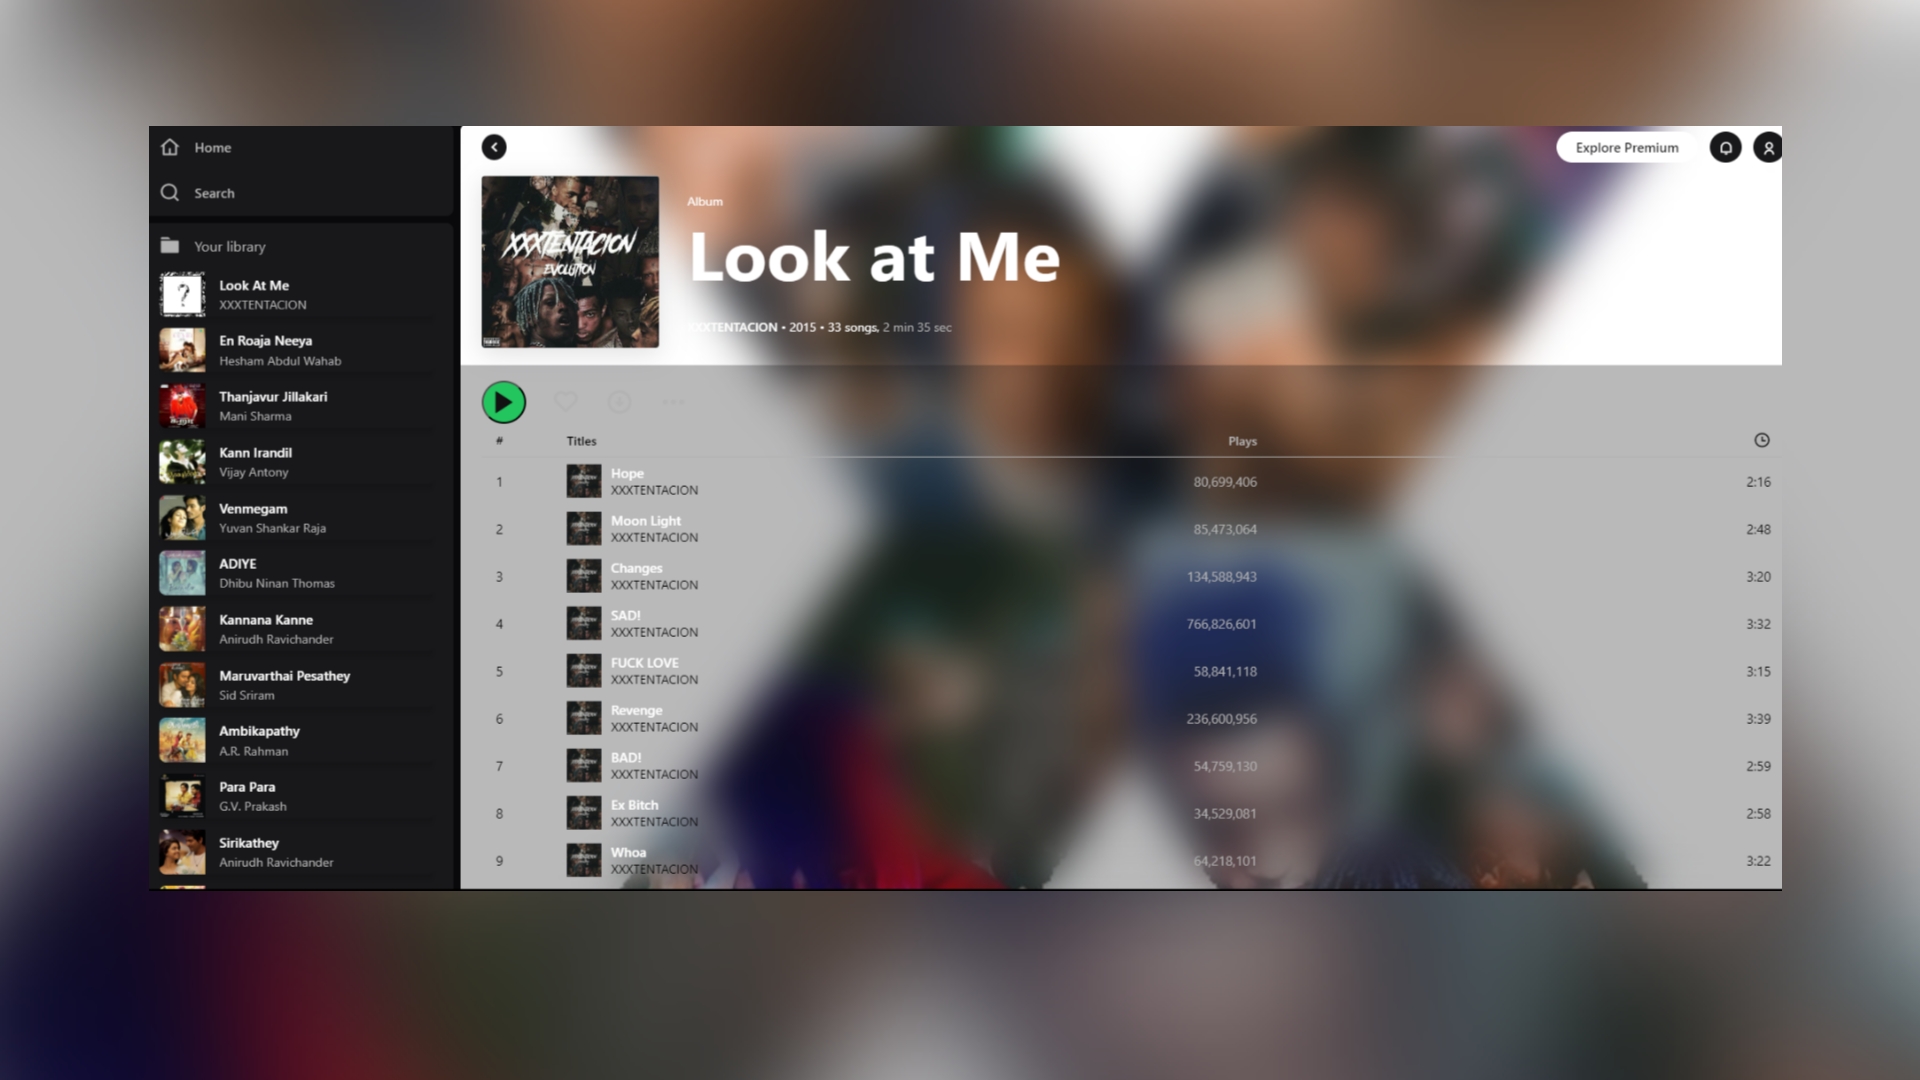 Home
Search
Your library
Look At Me
XXXTENTACION
En Roaja Neeya
Hesham Abdul Wahab
Thanjavur Jillakari
Mani Sharma
Kann Irandil
Vijay Antony
Venmegam
Yuvan Shankar Raja
ADIYE
Dhibu Ninan Thomas
Kannana Kanne
Anirudh Ravichander
Maruvarthai Pesathey
Sid Sriram
Ambikapathy
A.R. Rahman
Para Para
G.V. Prakash
Sirikathey
Anirudh Ravichander
Explore Premium
XXXTENTACION
EVOLUTION
Album
Look at Me
XXXTENTACION • 2015 • 33 songs, 2 min 35 sec
# Titles Plays
1 Hope 80,699,406 2:16
XXXTENTACION
2 Moon Light 85,473,064 2:48
XXXTENTACION
3 Changes 134,588,943 3:20
XXXTENTACION
4 SAD! 766,826,601 3:32
XXXTENTACION
5 FUCK LOVE 58,841,118 3:15
XXXTENTACION
6 Revenge 236,600,956 3:39
XXXTENTACION
7 BAD! 54,759,130 2:59
XXXTENTACION
8 Ex Bitch 34,529,081 2:58
XXXTENTACION
9 Whoa 64,218,101 3:22
XXXTENTACION